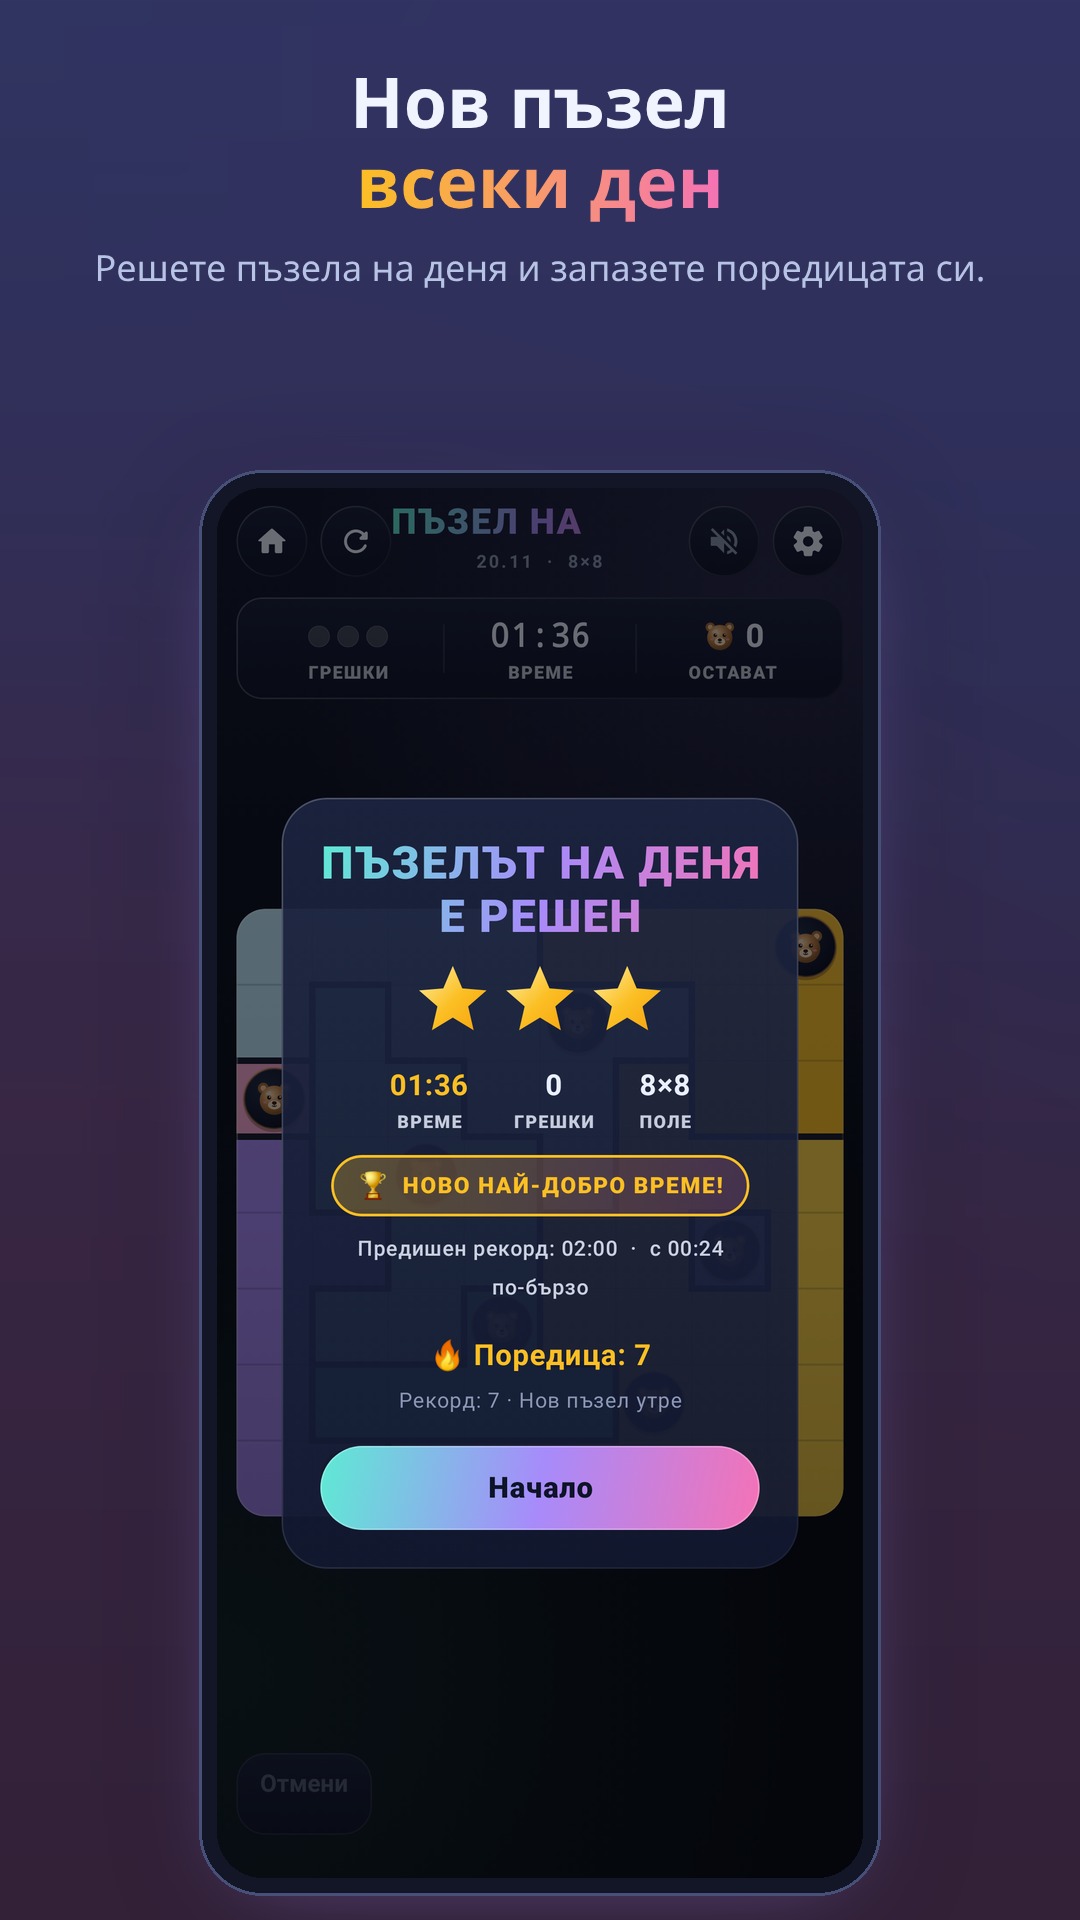 Нов пъзел
всеки ден
Решете пъзела на деня и запазете поредицата си.
ПЪЗЕЛ НА
20.11 · 8×8
01:36
0
ГРЕШКИ
ВРЕМЕ
ОСТАВАТ
ПЪЗЕЛЪТ НА ДЕНЯ
Е РЕШЕН
01:36
0
8×8
ВРЕМЕ
ГРЕШКИ
ПОЛЕ
НОВО НАЙ-ДОБРО ВРЕМЕ!
Предишен рекорд: 02:00 · с 00:24
по-бързо
Поредица: 7
Рекорд: 7 · Нов пъзел утре
Начало
Отмени